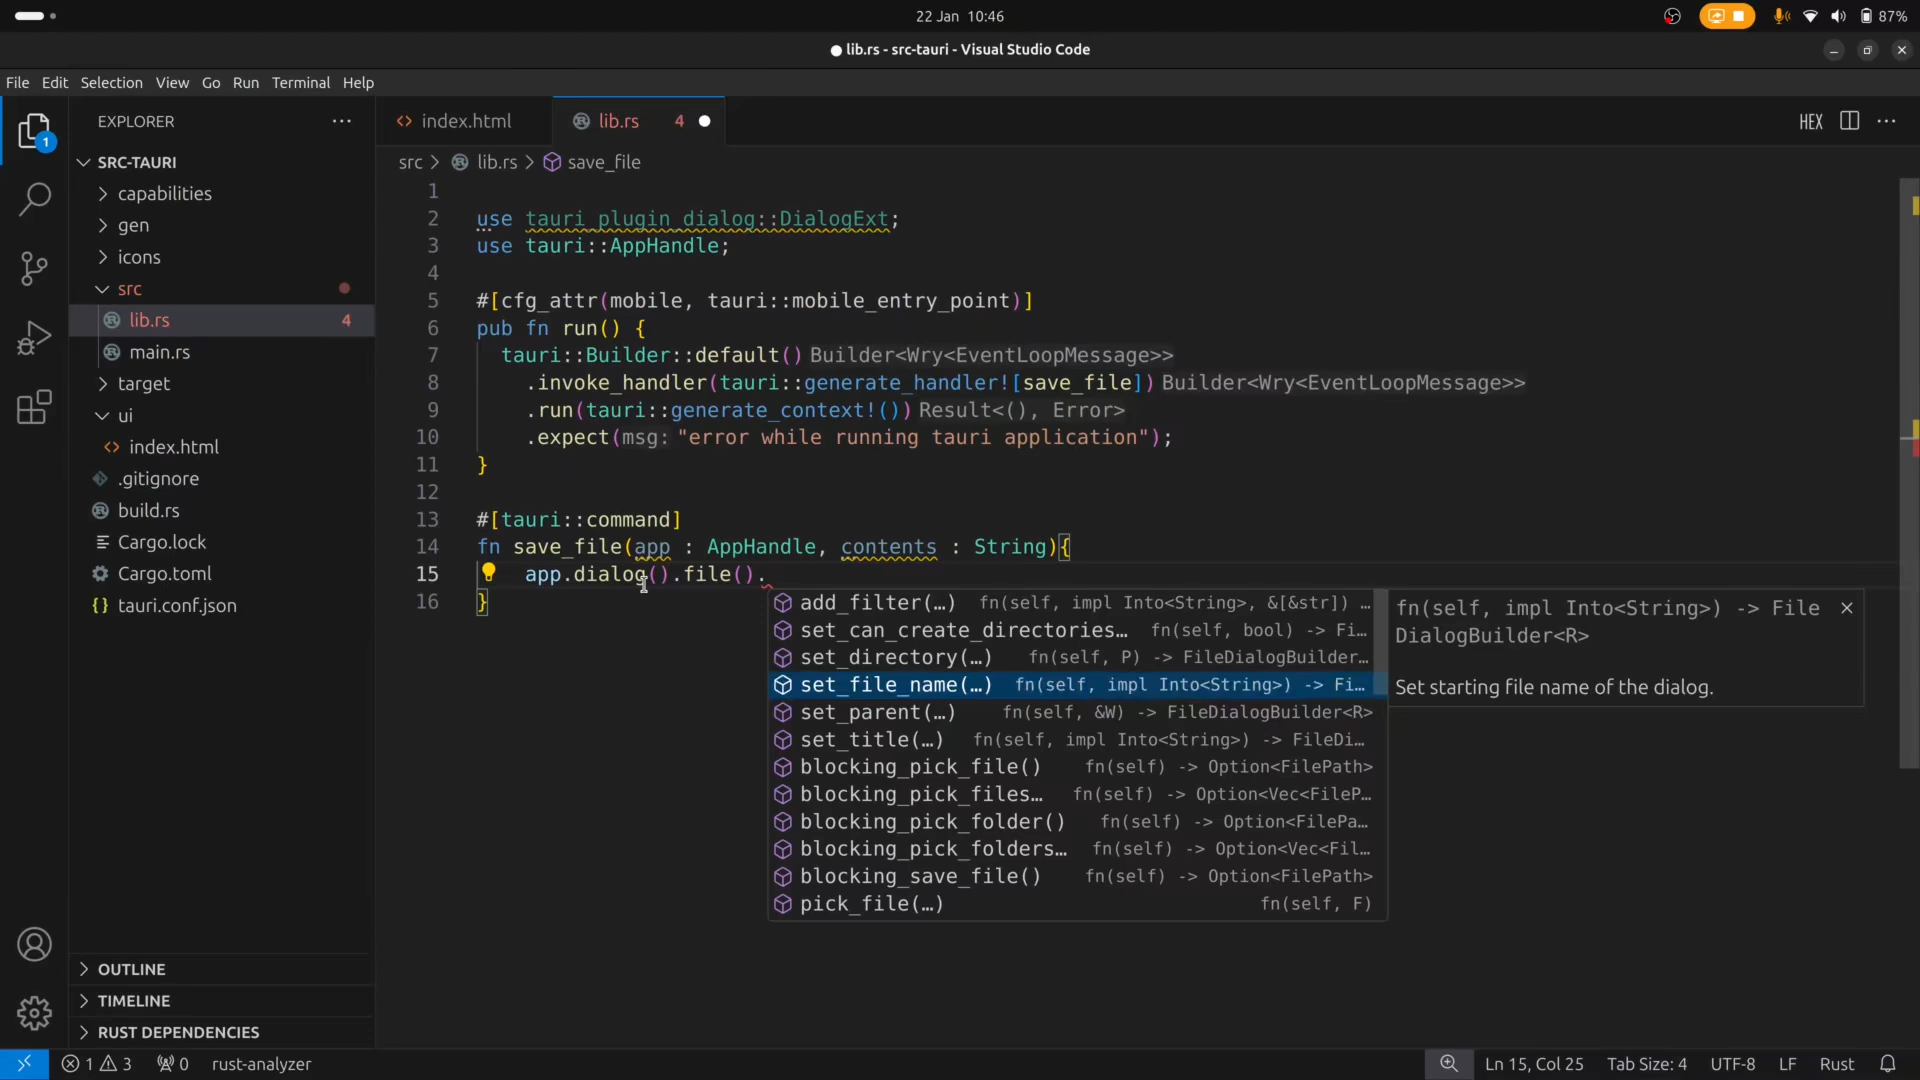 22 Jan 10:46
87%
● lib.rs - src-tauri - Visual Studio Code
File Edit Selection View Go Run Terminal Help
EXPLORER
1
SRC-TAURI
capabilities
gen
icons
src
lib.rs 4
main.rs
target
ui
index.html
.gitignore
build.rs
Cargo.lock
Cargo.toml
tauri.conf.json
OUTLINE
TIMELINE
RUST DEPENDENCIES
index.html lib.rs 4 HEX
src > lib.rs > save_file
1
2 use tauri_plugin_dialog::DialogExt;
3 use tauri::AppHandle;
4
5 #[cfg_attr(mobile, tauri::mobile_entry_point)]
6 pub fn run() {
7 tauri::Builder::default() Builder<Wry<EventLoopMessage>>
8 .invoke_handler(tauri::generate_handler![save_file]) Builder<Wry<EventLoopMessage>>
9 .run(tauri::generate_context!()) Result<(), Error>
10 .expect(msg: "error while running tauri application");
11 }
12
13 #[tauri::command]
14 fn save_file(app : AppHandle, contents : String){
15 app.dialog().file().
16 }
add_filter(…) fn(self, impl Into<String>, &[&str]) …
set_can_create_directories… fn(self, bool) -> Fi…
set_directory(…) fn(self, P) -> FileDialogBuilder…
set_file_name(…) fn(self, impl Into<String>) -> Fi…
set_parent(…) fn(self, &W) -> FileDialogBuilder<R>
set_title(…) fn(self, impl Into<String>) -> FileDi…
blocking_pick_file() fn(self) -> Option<FilePath>
blocking_pick_files… fn(self) -> Option<Vec<FileP…
blocking_pick_folder() fn(self) -> Option<FilePa…
blocking_pick_folders… fn(self) -> Option<Vec<Fil…
blocking_save_file() fn(self) -> Option<FilePath>
pick_file(…) fn(self, F)
fn(self, impl Into<String>) -> File
DialogBuilder<R>
Set starting file name of the dialog.
1 3 0 rust-analyzer Ln 15, Col 25 Tab Size: 4 UTF-8 LF Rust